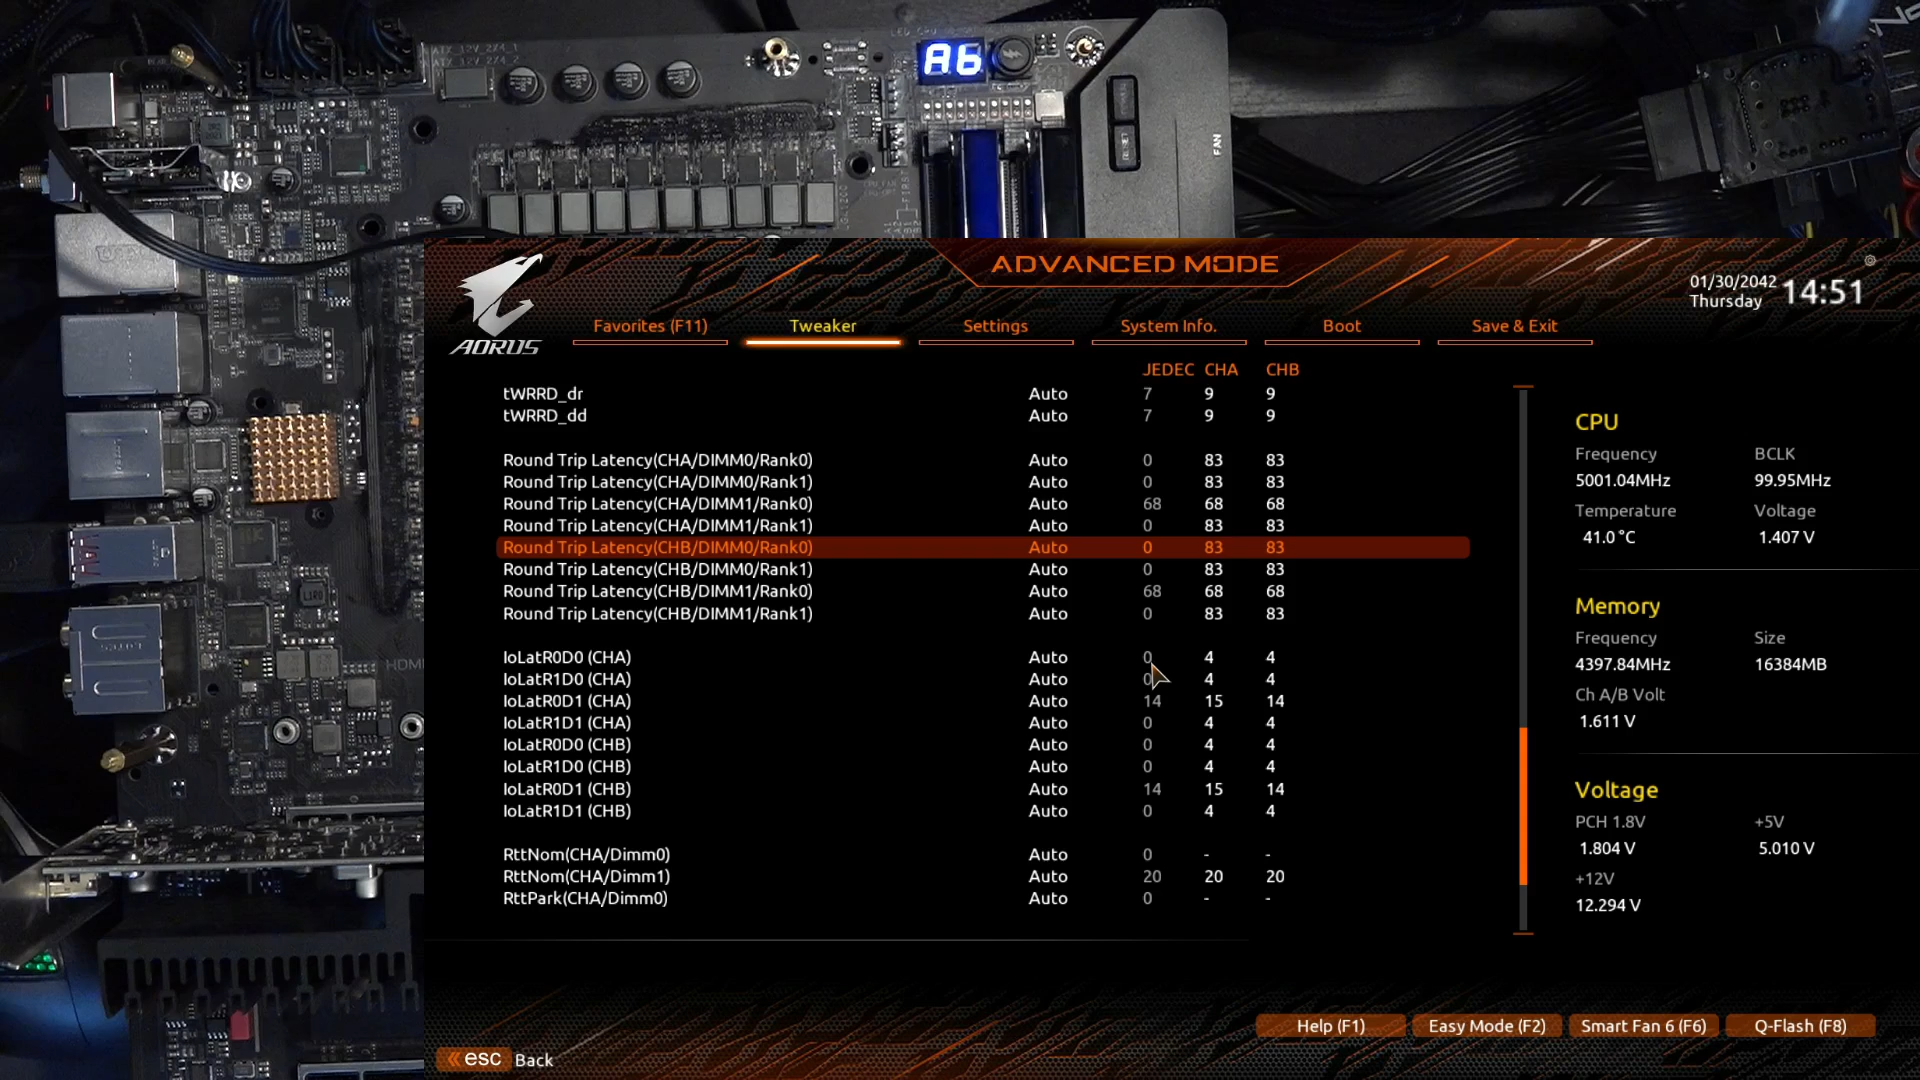 ATX_12V_2X4_1
ATX_12V_2X4_2
A6
FAN
ADVANCED MODE
01/30/2042
Thursday
14:51
AORUS
Favorites (F11)
Tweaker
Settings
System Info.
Boot
Save & Exit
JEDEC CHA CHB
tWRRD_dr Auto 7 9 9
tWRRD_dd Auto 7 9 9
Round Trip Latency(CHA/DIMM0/Rank0) Auto 0 83 83
Round Trip Latency(CHA/DIMM0/Rank1) Auto 0 83 83
Round Trip Latency(CHA/DIMM1/Rank0) Auto 68 68 68
Round Trip Latency(CHA/DIMM1/Rank1) Auto 0 83 83
Round Trip Latency(CHB/DIMM0/Rank0) Auto 0 83 83
Round Trip Latency(CHB/DIMM0/Rank1) Auto 0 83 83
Round Trip Latency(CHB/DIMM1/Rank0) Auto 68 68 68
Round Trip Latency(CHB/DIMM1/Rank1) Auto 0 83 83
IoLatR0D0 (CHA) Auto 0 4 4
IoLatR1D0 (CHA) Auto 0 4 4
IoLatR0D1 (CHA) Auto 14 15 14
IoLatR1D1 (CHA) Auto 0 4 4
IoLatR0D0 (CHB) Auto 0 4 4
IoLatR1D0 (CHB) Auto 0 4 4
IoLatR0D1 (CHB) Auto 14 15 14
IoLatR1D1 (CHB) Auto 0 4 4
RttNom(CHA/Dimm0) Auto 0 - -
RttNom(CHA/Dimm1) Auto 20 20 20
RttPark(CHA/Dimm0) Auto 0 - -
CPU
Frequency BCLK
5001.04MHz 99.95MHz
Temperature Voltage
41.0 °C 1.407 V
Memory
Frequency Size
4397.84MHz 16384MB
Ch A/B Volt
1.611 V
Voltage
PCH 1.8V +5V
1.804 V 5.010 V
+12V
12.294 V
Help (F1)
Easy Mode (F2)
Smart Fan 6 (F6)
Q-Flash (F8)
esc Back
HDMI